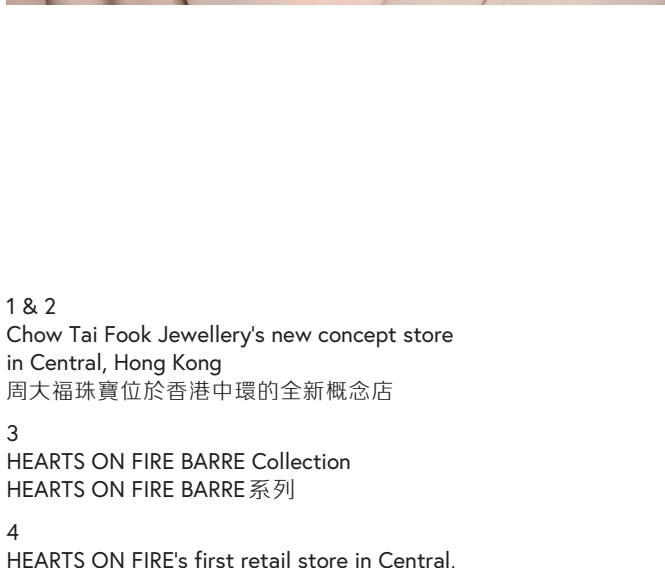 1 & 2
Chow Tai Fook Jewellery's new concept store
in Central, Hong Kong
周大福珠寶位於香港中環的全新概念店
3
HEARTS ON FIRE BARRE Collection
HEARTS ON FIRE BARRE系列
4
HEARTS ON FIRE's first retail store in Central,